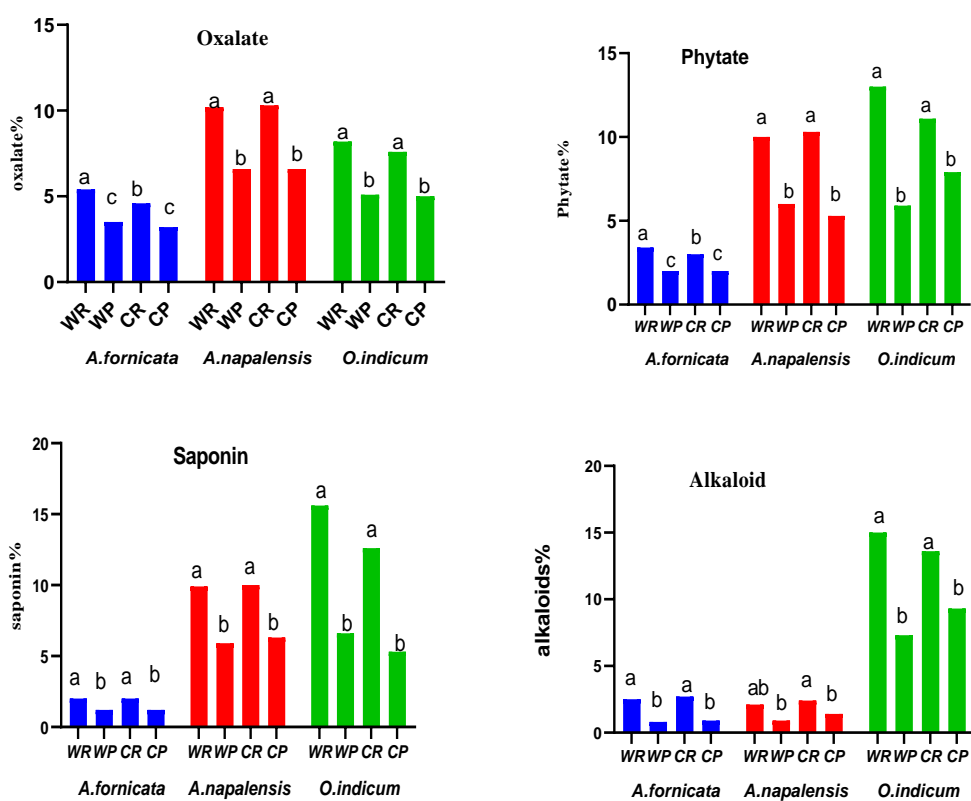 Oxalate
oxalate%
15
10
5
0
a
c
b
c
a
b
a
b
a
b
a
b
WR WP CR CP WR WP CR CP WR WP CR CP
A.fornicata A.napalensis O.indicum
Phytate
Phytate%
15
10
5
0
a
c
b
c
a
b
a
b
a
b
a
b
WR WP CR CP WR WP CR CP WR WP CR CP
A.fornicata A.napalensis O.indicum
Saponin
saponin%
20
15
10
5
0
a
b
a
b
a
b
a
b
a
b
a
b
WR WP CR CP WR WP CR CP WR WP CR CP
A.fornicata A.napalensis O.indicum
Alkaloid
alkaloids%
20
15
10
5
0
a
b
a
b
ab
b
a
b
a
b
a
b
WR WP CR CP WR WP CR CP WR WP CR CP
A.fornicata A.napalensis O.indicum